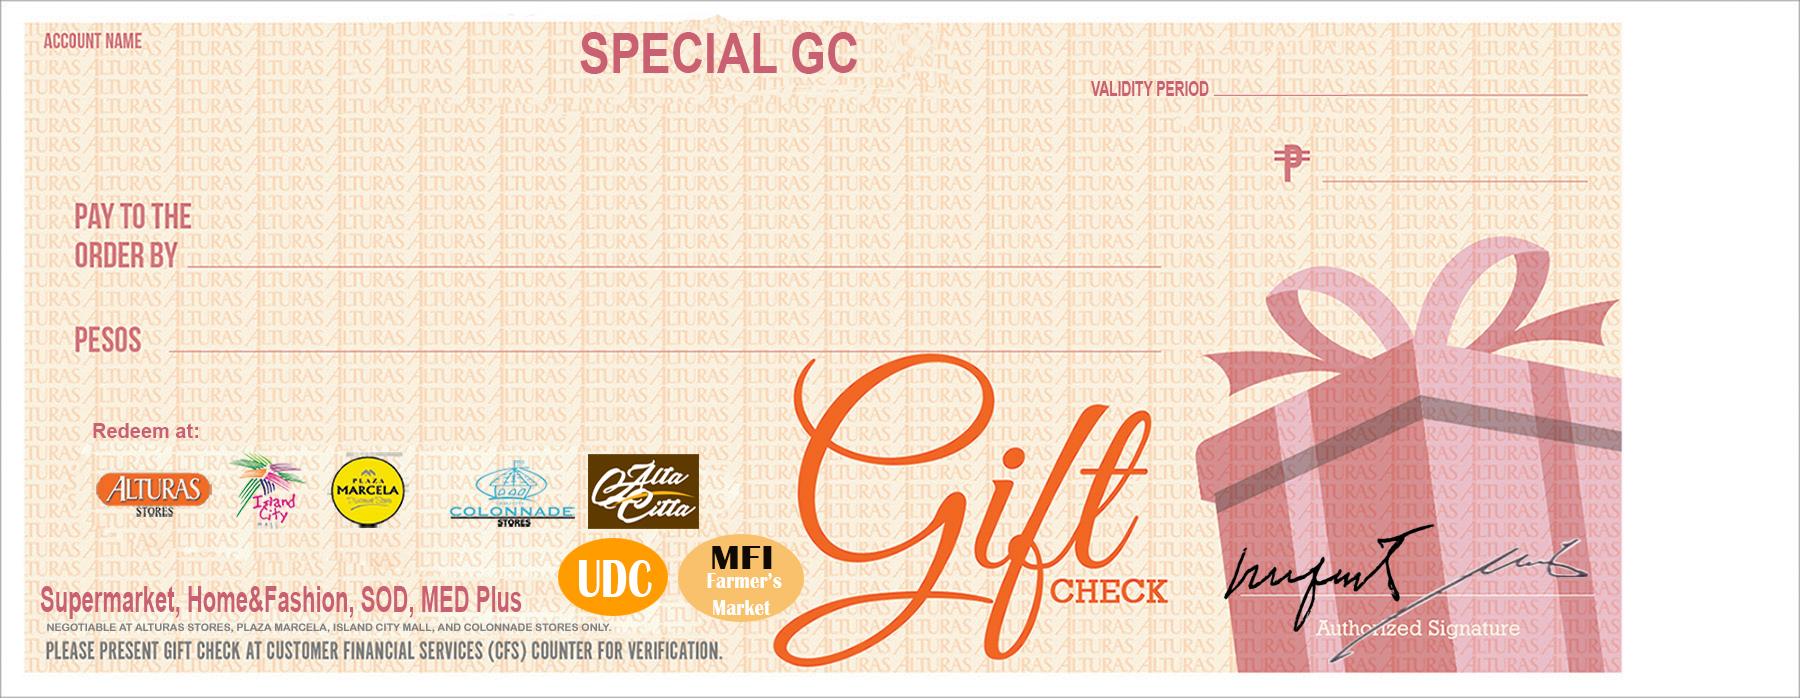 ACCOUNT NAME
SPECIAL GC
VALIDITY PERIOD
₱
PAY TO THE
ORDER BY
PESOS
Redeem at:
ALTURAS
STORES
Island
City
MALL
PLAZA
MARCELA
COLONNADE
STORES
Alta
Citta
UDC
MFI
Farmer's
Market
Gift
CHECK
Supermarket, Home&Fashion, SOD, MED Plus
NEGOTIABLE AT ALTURAS STORES, PLAZA MARCELA, ISLAND CITY MALL, AND COLONNADE STORES ONLY.
PLEASE PRESENT GIFT CHECK AT CUSTOMER FINANCIAL SERVICES (CFS) COUNTER FOR VERIFICATION.
Authorized Signature